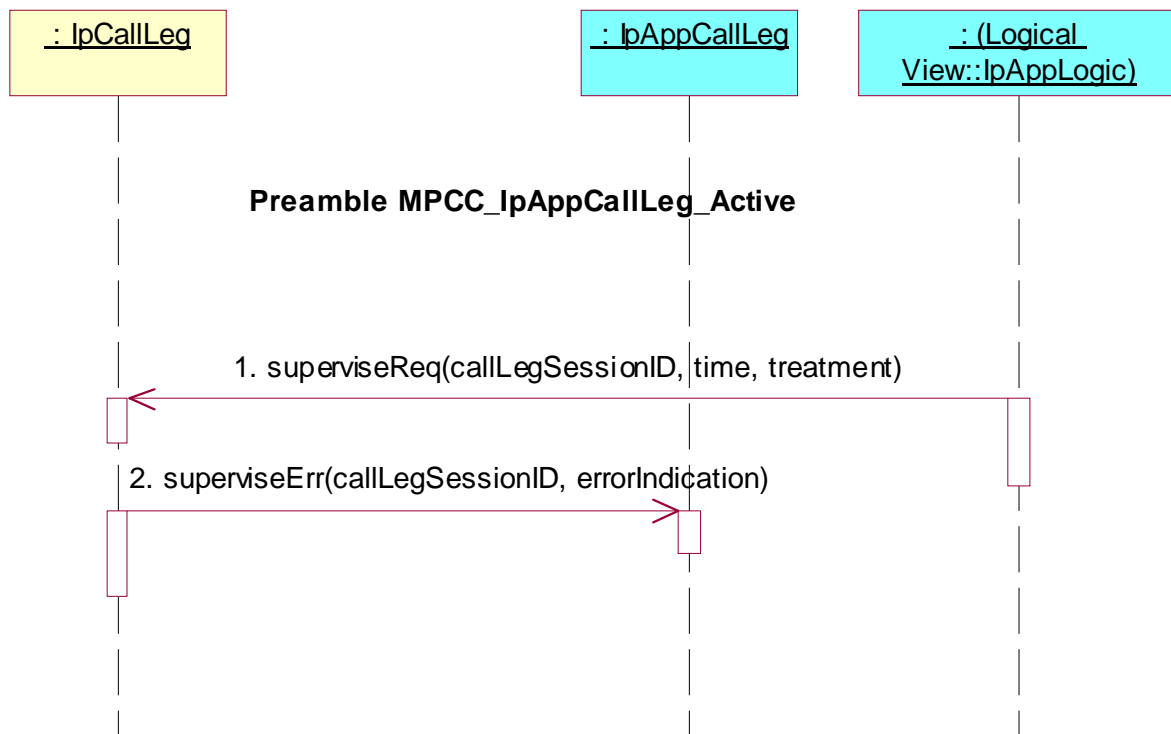 : IpCallLeg
: IpAppCallLeg
: (Logical
View::IpAppLogic)
Preamble MPCC_IpAppCallLeg_Active
1. superviseReq(callLegSessionID, time, treatment)
2. superviseErr(callLegSessionID, errorIndication)